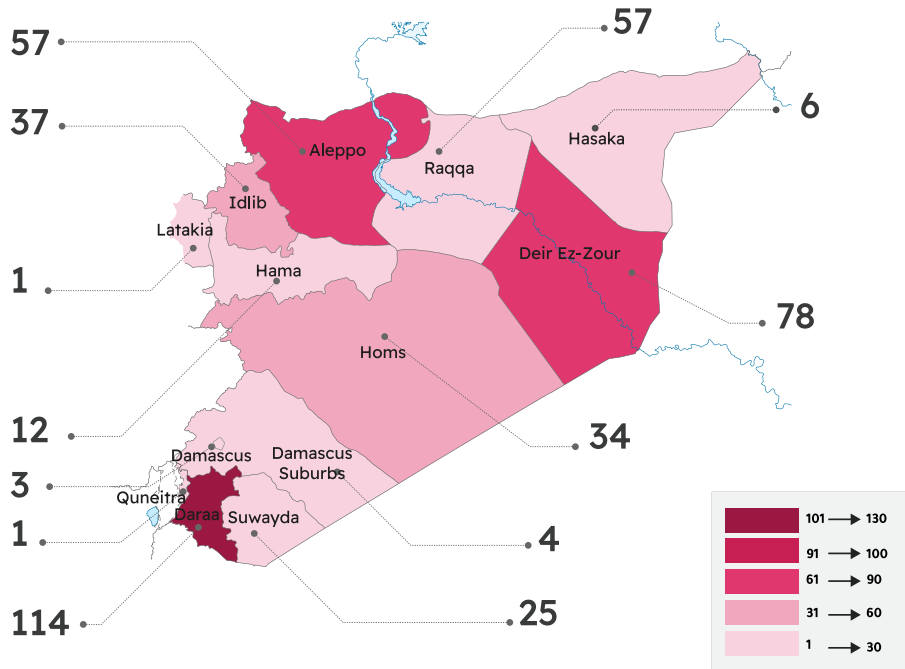 57
57
6
37
Hasaka
Aleppo
Raqqa
Idlib
Latakia
Deir Ez-Zour
Hama
1
78
Homs
12
34
Damascus
Damascus
Suburbs
3
Quneitra
Daraa
Suwayda
1
4
25
114
101 → 130
91 → 100
61 → 90
31 → 60
1 → 30